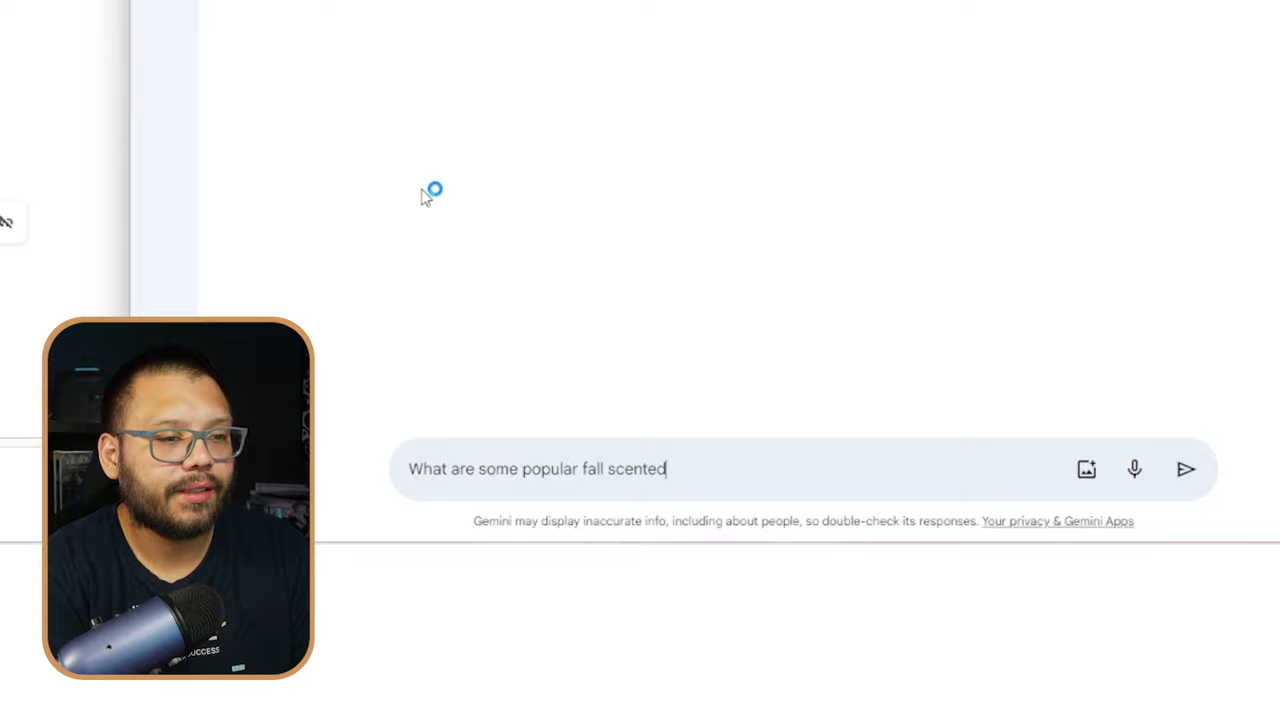 What are some popular fall scented
Gemini may display inaccurate info, including about people, so double-check its responses. Your privacy & Gemini Apps
SUCCESS